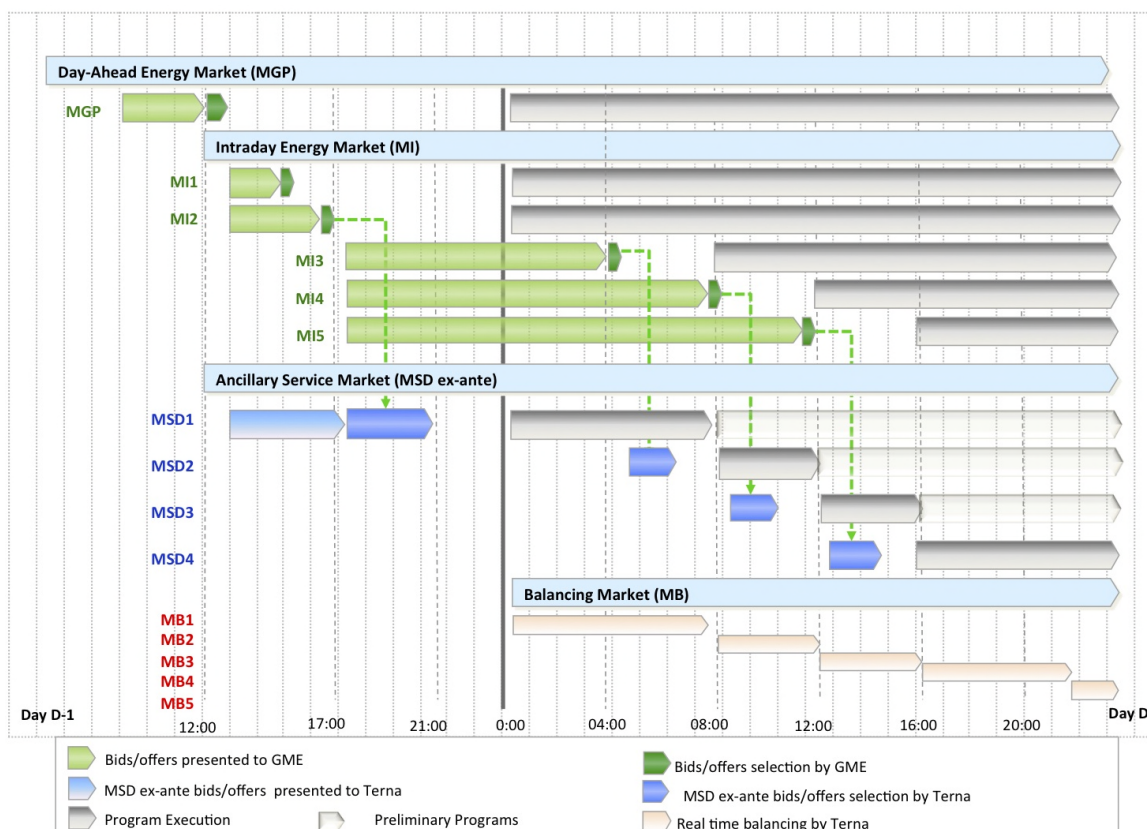 Day-Ahead Energy Market (MGP)
MGP
Intraday Energy Market (MI)
MI1
MI2
MI3
MI4
MI5
Ancillary Service Market (MSD ex-ante)
MSD1
MSD2
MSD3
MSD4
Balancing Market (MB)
MB1
MB2
MB3
MB4
MB5
Day D-1
Day D
12:00 17:00 21:00 0:00 04:00 08:00 12:00 16:00 20:00
Bids/offers presented to GME
Bids/offers selection by GME
MSD ex-ante bids/offers presented to Terna
MSD ex-ante bids/offers selection by Terna
Program Execution
Preliminary Programs
Real time balancing by Terna